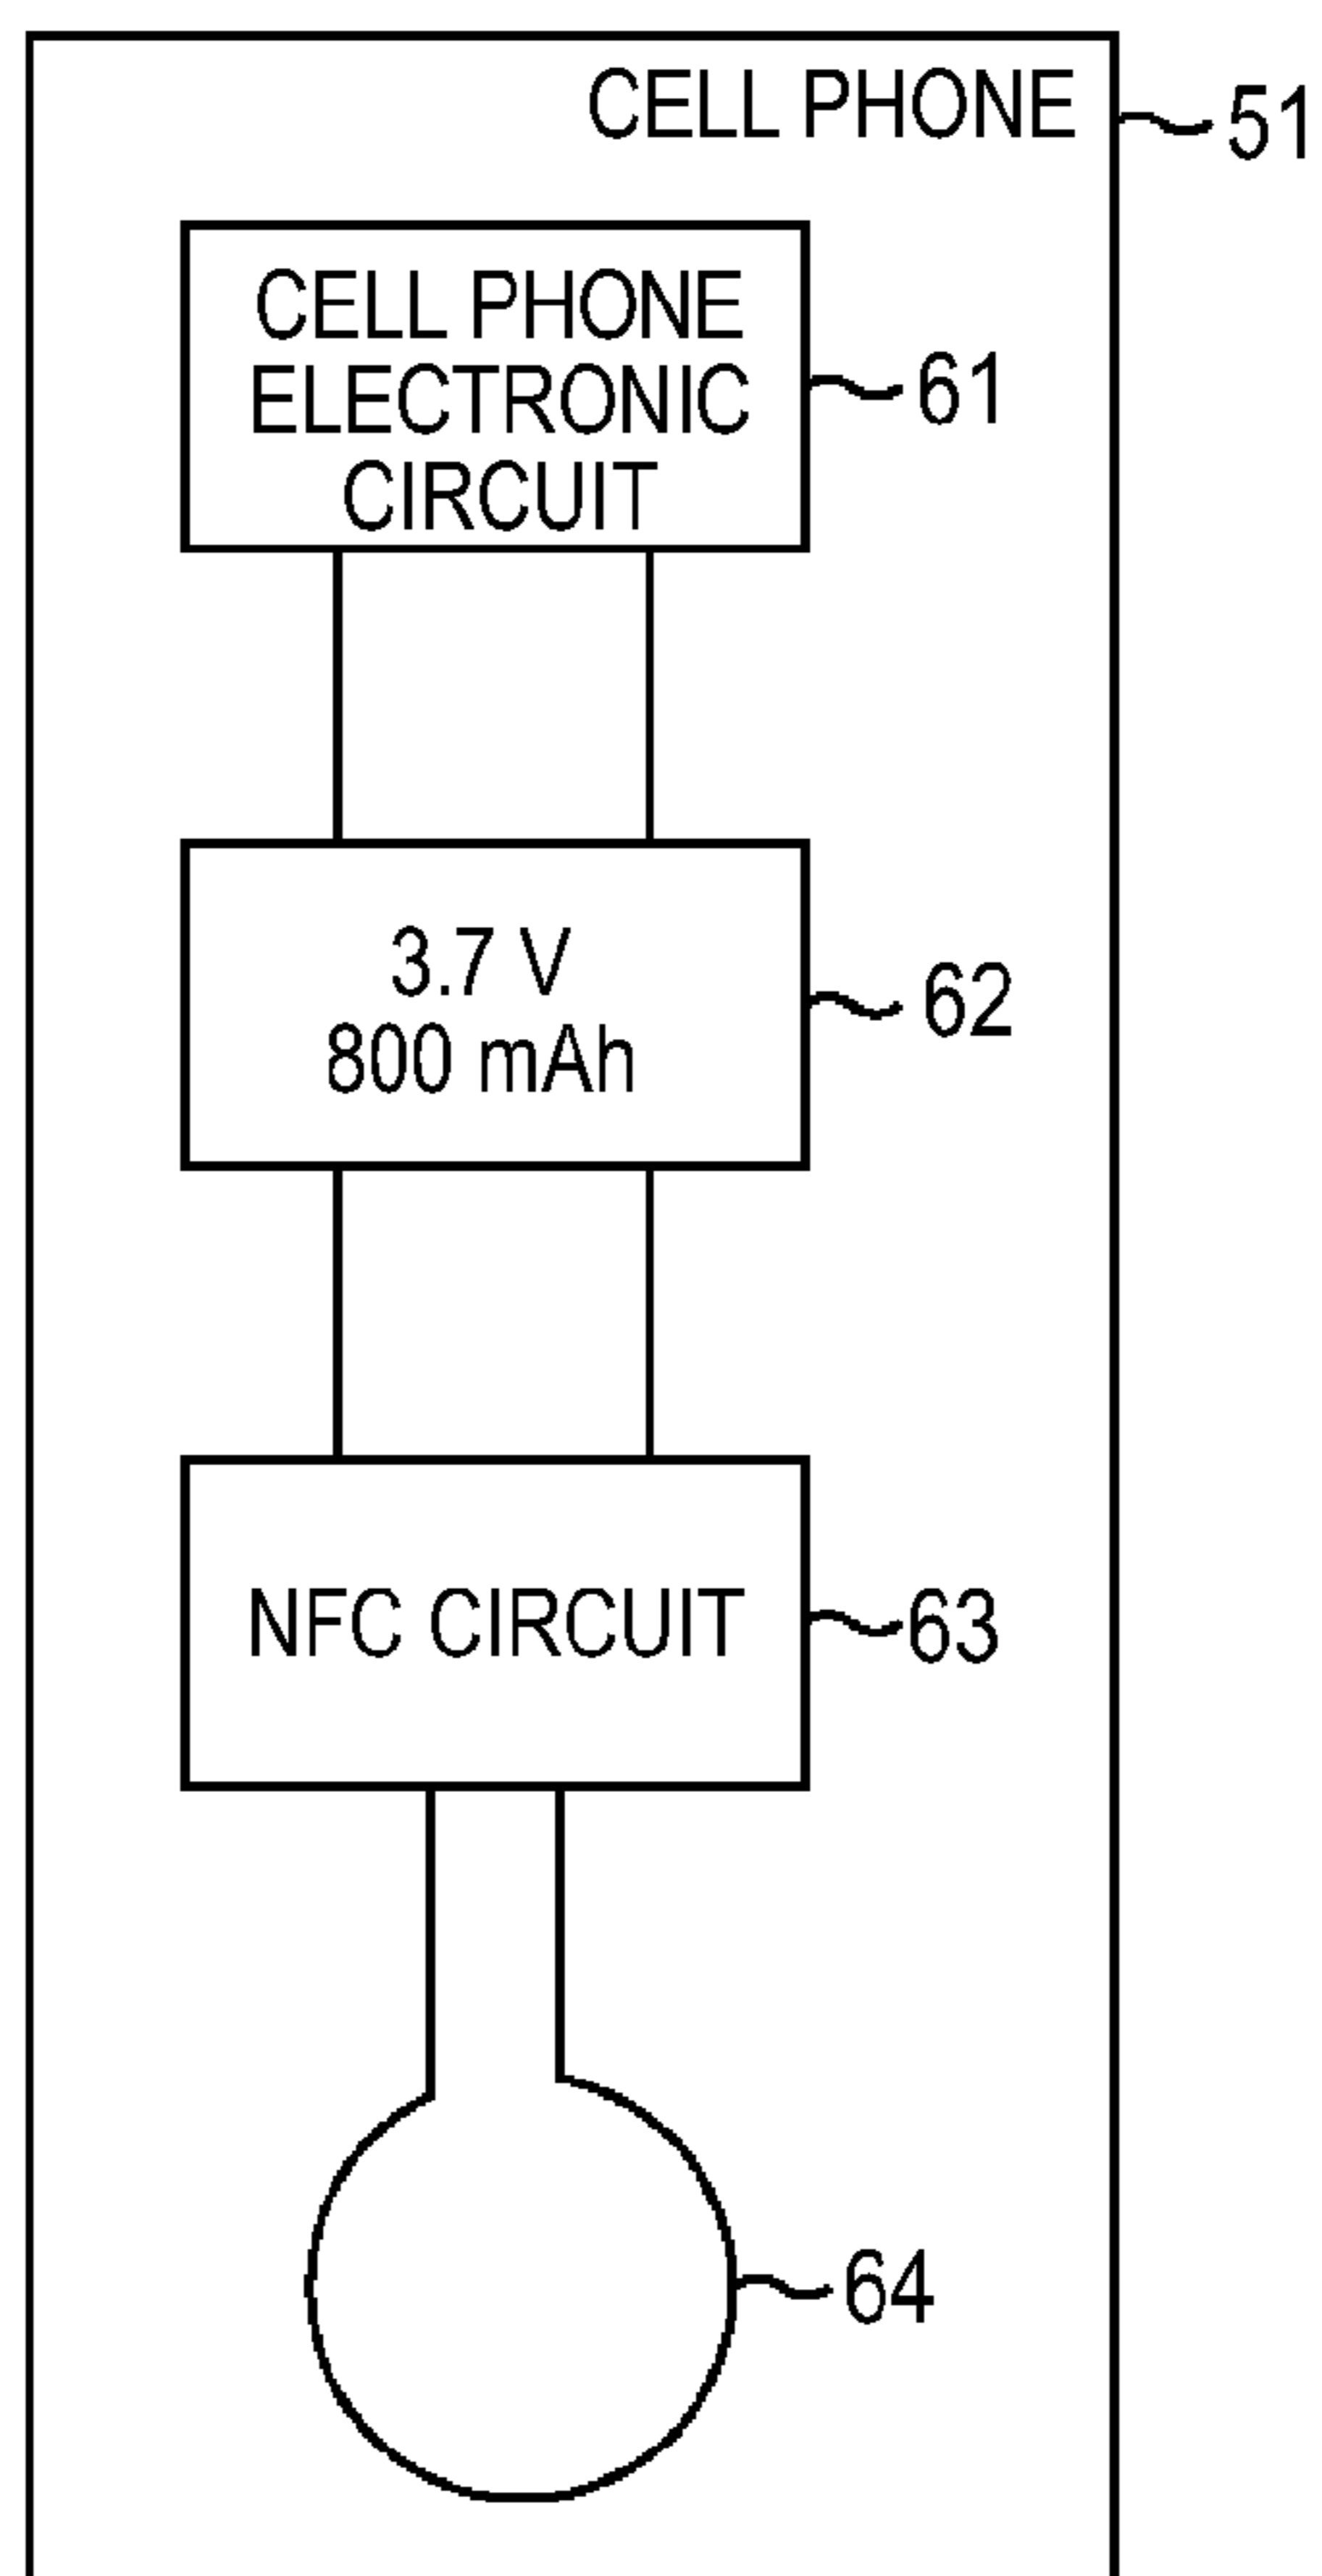 CELL PHONE
51
CELL PHONE
ELECTRONIC
CIRCUIT
61
3.7 V
800 mAh
62
NFC CIRCUIT
63
64